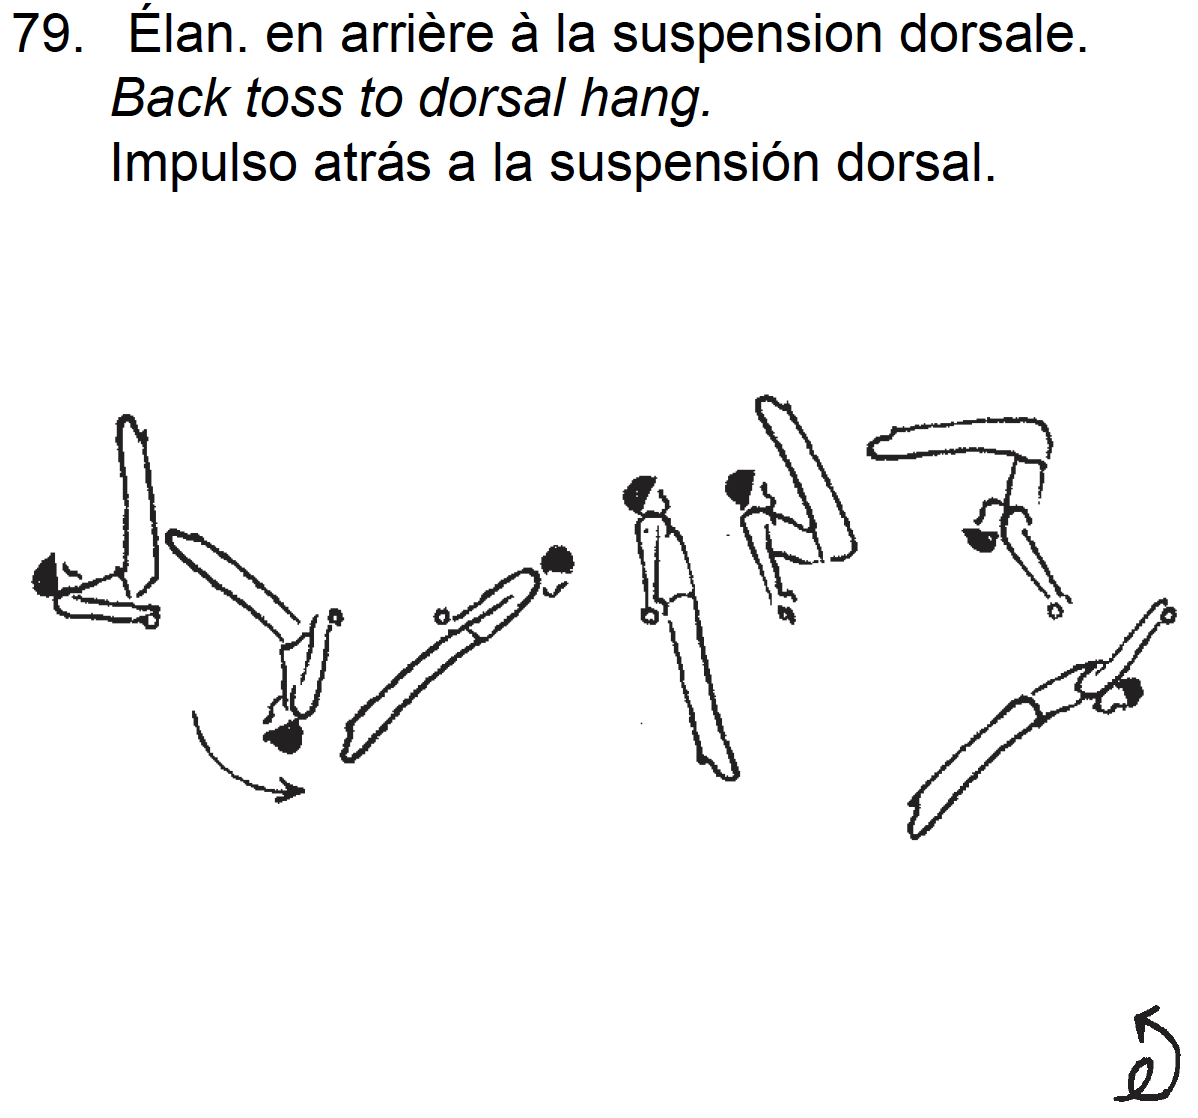 79. Élan. en arrière à la suspension dorsale.
Back toss to dorsal hang.
Impulso atrás a la suspensión dorsal.